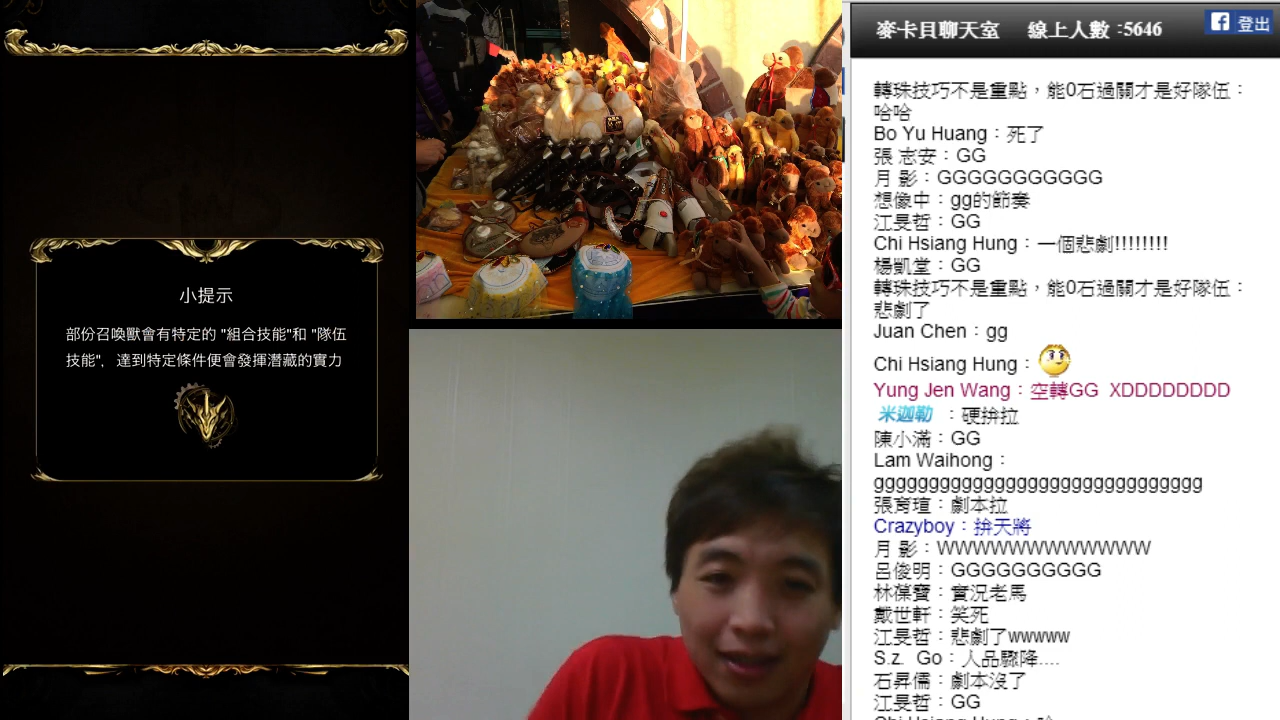 小提示
部份召喚獸會有特定的 "組合技能"和 "隊伍
技能"， 達到特定條件便會發揮潛藏的實力
麥卡貝聊天室 線上人數 :5646
登出
轉珠技巧不是重點，能0石過關才是好隊伍：
哈哈
Bo Yu Huang：死了
張 志安：GG
月 影：GGGGGGGGGGG
想像中：gg的節奏
江旻哲：GG
Chi Hsiang Hung：一個悲劇!!!!!!!!
楊凱堂：GG
轉珠技巧不是重點，能0石過關才是好隊伍：
悲劇了
Juan Chen：gg
Chi Hsiang Hung：
Yung Jen Wang：空轉GG XDDDDDDDD
米迦勒 ：硬拚拉
陳小滿：GG
Lam Waihong：
gggggggggggggggggggggggggggggg
張育瑄：劇本拉
Crazyboy：拚天將
月 影：WWWWWWWWWWWW
呂俊明：GGGGGGGGGG
林葆寶：實況老馬
戴世軒：笑死
江旻哲：悲劇了wwwww
S.z. Go：人品驟降....
石昇儒：劇本沒了
江旻哲：GG